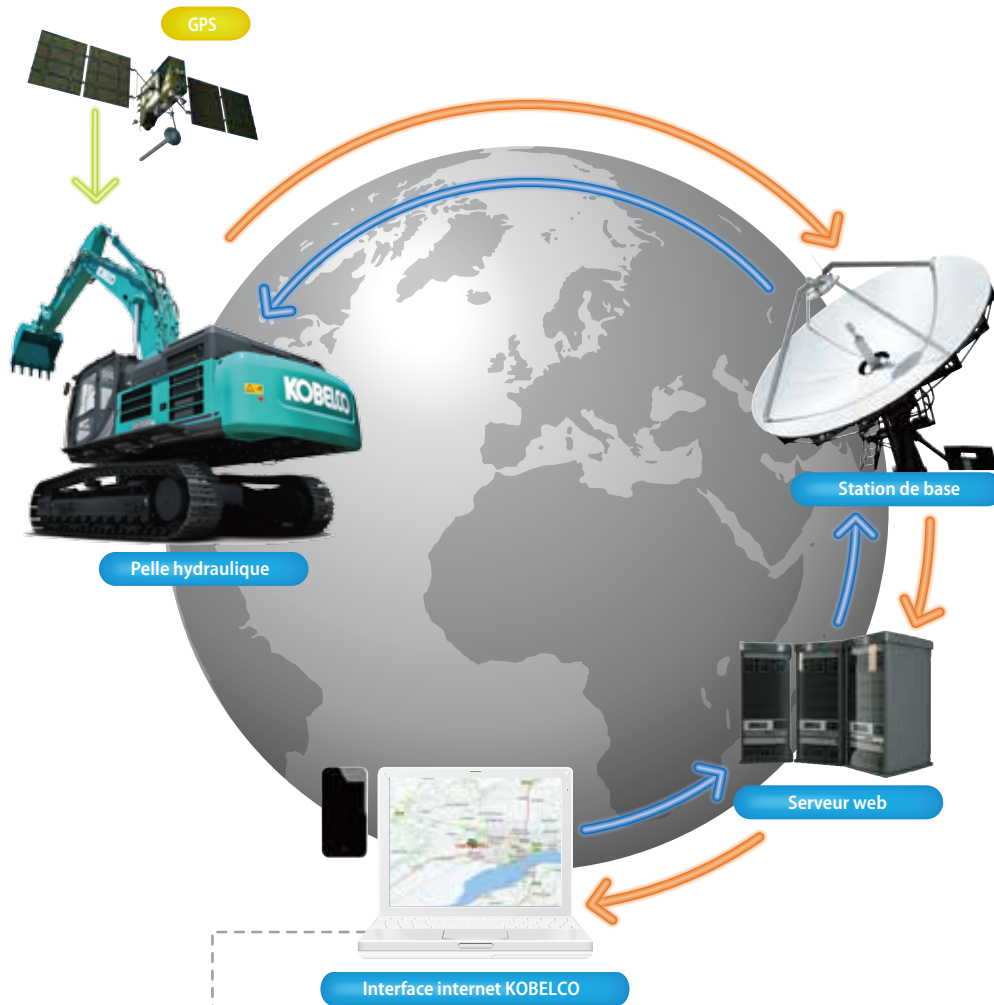 GPS
KOBELCO
Station de base
Pelle hydraulique
Serveur web
Interface internet KOBELCO